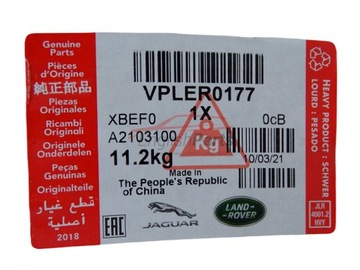 Genuine
Parts
Pièces
d'Origine
純正部品
Piezas
Originales
Ricambi
Originali
Originele
Onderdelen
Peças
Genuínas
Originalteile
قطع غيار
أصلية
2018
VPLER0177
XBEF0
1X
0cB
A2103100
11.2kg
Kg
10/03/21
Made in
The People's Republic
of China
EAC
JAGUAR
LAND-
ROVER
HEAVY PRODUCT : SCHWER
LOURD : PESADO
JLR
4001.2
HVY